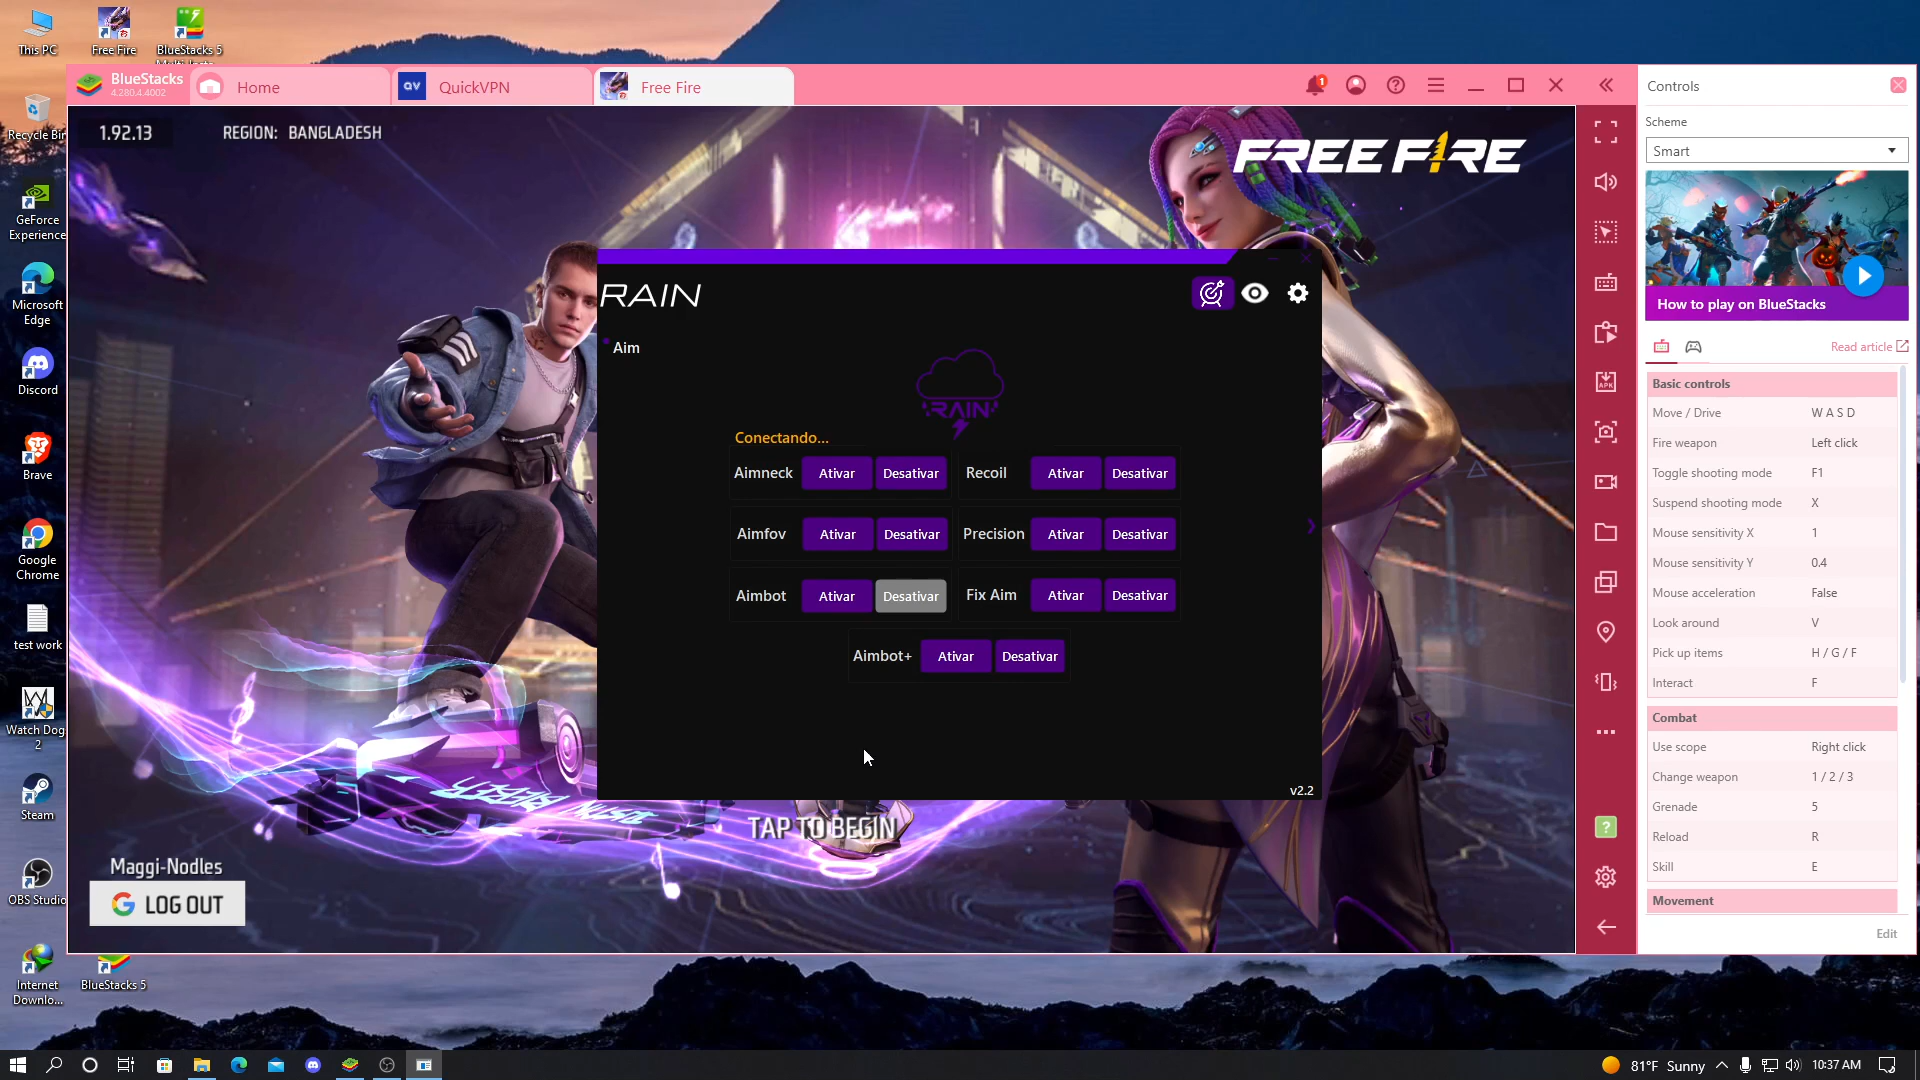 This PC
Free Fire
BlueStacks 5
BlueStacks
4.280.4.4002
Home
QuickVPN
Free Fire
1
Recycle Bin
GeForce
Experience
Microsoft
Edge
Discord
Brave
Google
Chrome
test work
Watch Dog
2
Steam
OBS Studio
Internet
Downlo...
BlueStacks 5
1.92.13
REGION: BANGLADESH
FREE FIRE
RAIN
Aim
RAIN
Conectando...
Aimneck Ativar Desativar Recoil Ativar Desativar
Aimfov Ativar Desativar Precision Ativar Desativar
Aimbot Ativar Desativar Fix Aim Ativar Desativar
Aimbot+ Ativar Desativar
v2.2
TAP TO BEGIN
Maggi-Nodles
G LOG OUT
APK
Controls
Scheme
Smart
How to play on BlueStacks
Read article
Basic controls
Move / Drive W A S D
Fire weapon Left click
Toggle shooting mode F1
Suspend shooting mode X
Mouse sensitivity X 1
Mouse sensitivity Y 0.4
Mouse acceleration False
Look around V
Pick up items H / G / F
Interact F
Combat
Use scope Right click
Change weapon 1 / 2 / 3
Grenade 5
Reload R
Skill E
Movement
Edit
81°F Sunny
10:37 AM